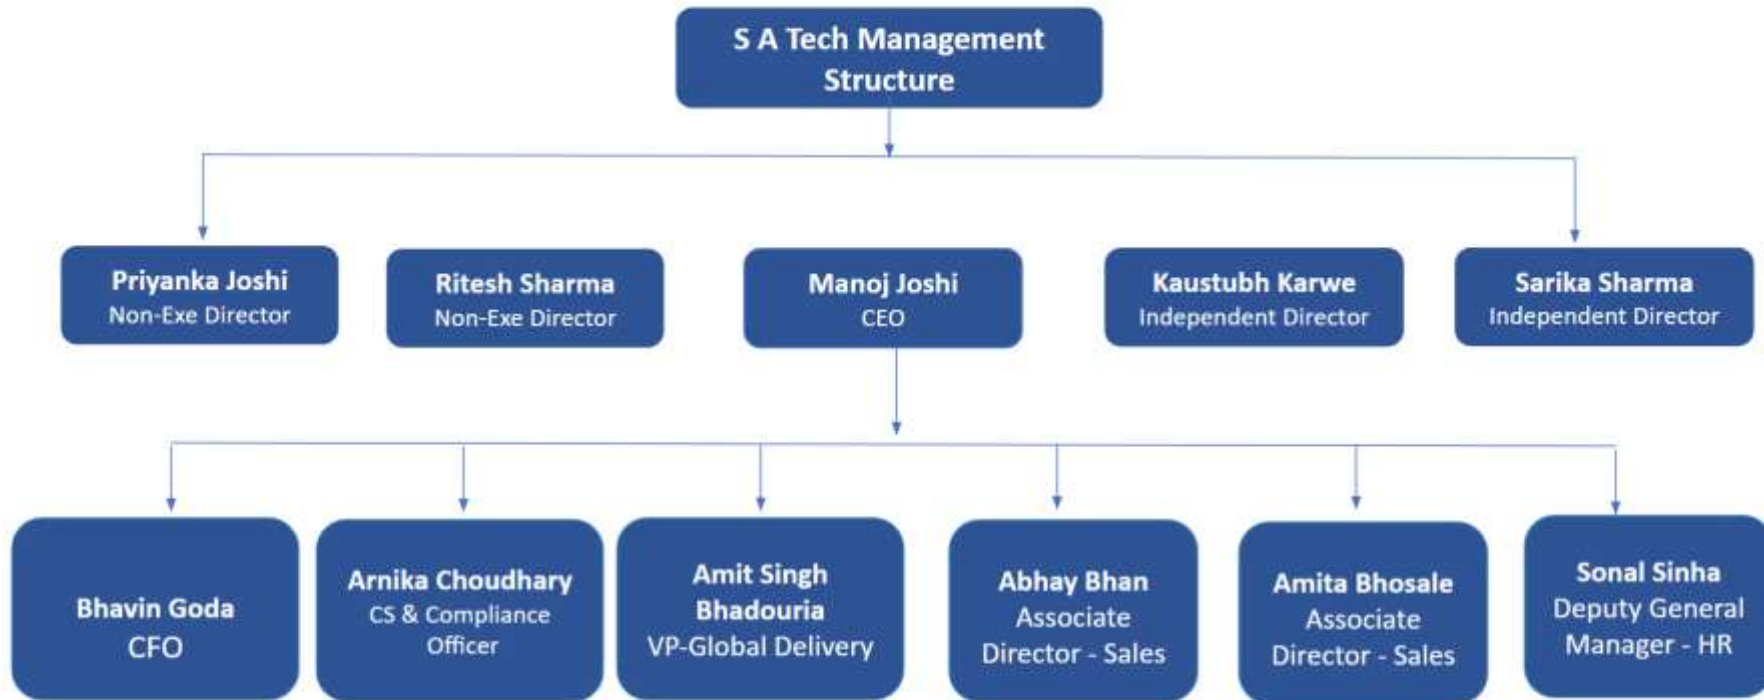 S A Tech Management
Structure
Priyanka Joshi
Non-Exe Director
Ritesh Sharma
Non-Exe Director
Manoj Joshi
CEO
Kaustubh Karwe
Independent Director
Sarika Sharma
Independent Director
Bhavin Goda
CFO
Arnika Choudhary
CS & Compliance
Officer
Amit Singh
Bhadouria
VP-Global Delivery
Abhay Bhan
Associate
Director - Sales
Amita Bhosale
Associate
Director - Sales
Sonal Sinha
Deputy General
Manager - HR